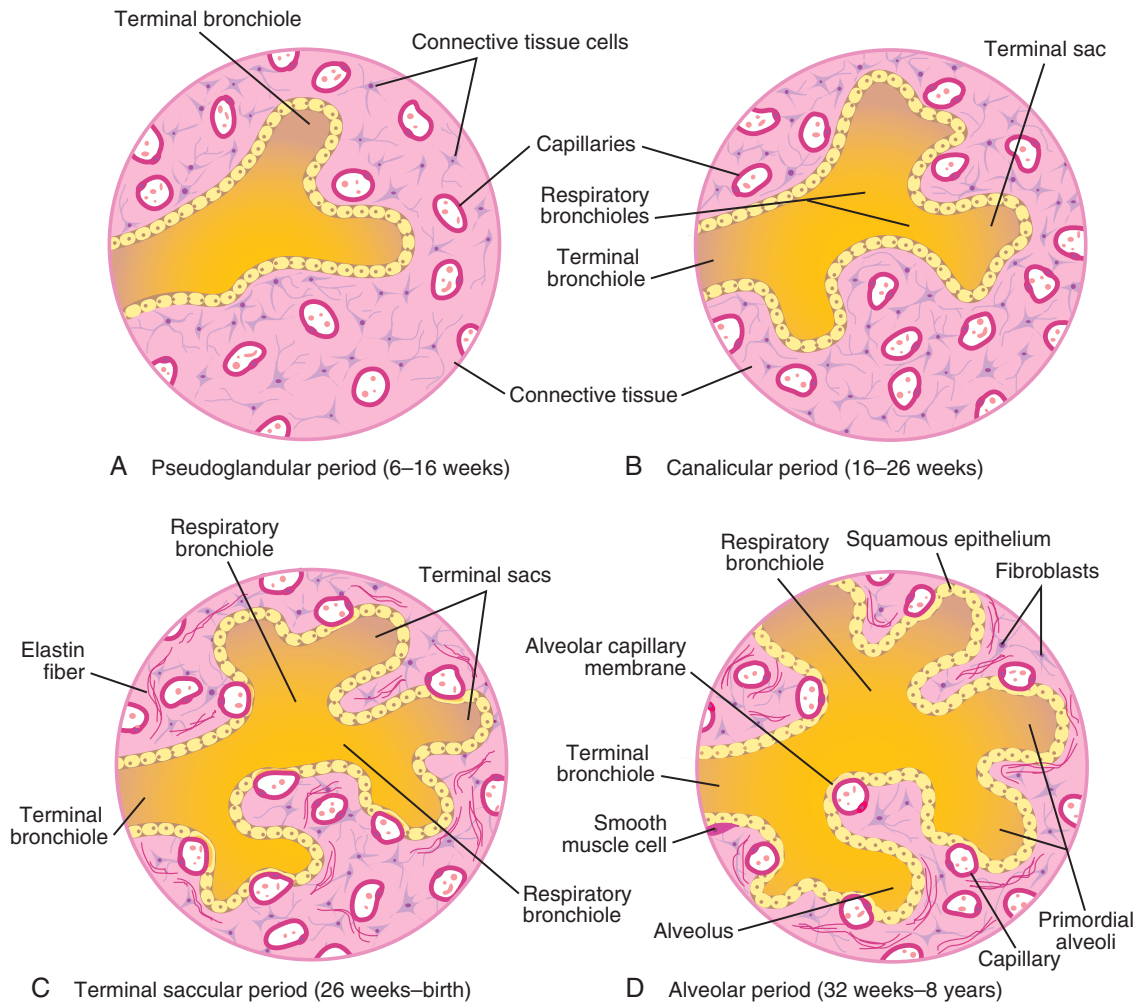 Terminal bronchiole
Connective tissue cells
Terminal sac
Capillaries
Respiratory
bronchioles
Terminal
bronchiole
Connective tissue
A Pseudoglandular period (6–16 weeks)
B Canalicular period (16–26 weeks)
Respiratory
bronchiole
Terminal sacs
Elastin
fiber
Terminal
bronchiole
Respiratory
bronchiole
C Terminal saccular period (26 weeks–birth)
Respiratory
bronchiole
Squamous epithelium
Fibroblasts
Alveolar capillary
membrane
Terminal
bronchiole
Smooth
muscle cell
Alveolus
Primordial
alveoli
Capillary
D Alveolar period (32 weeks–8 years)